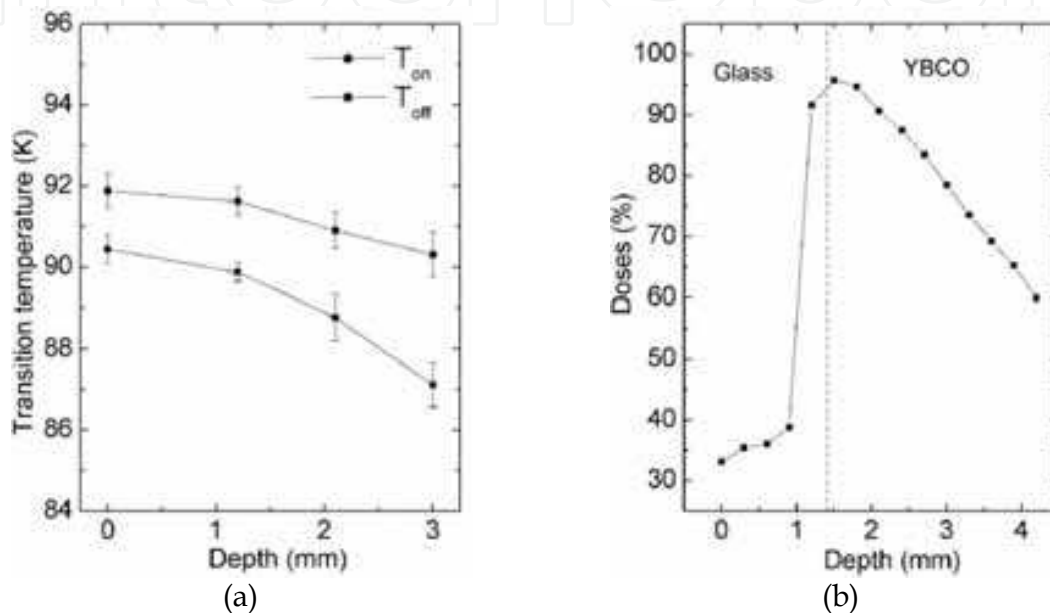 96
94
92
90
88
86
84
Transition temperature (K)
T_on
T_off
0 1 2 3
Depth (mm)
(a)
100
90
80
70
60
50
40
30
Doses (%)
Glass YBCO
0 1 2 3 4
Depth (mm)
(b)